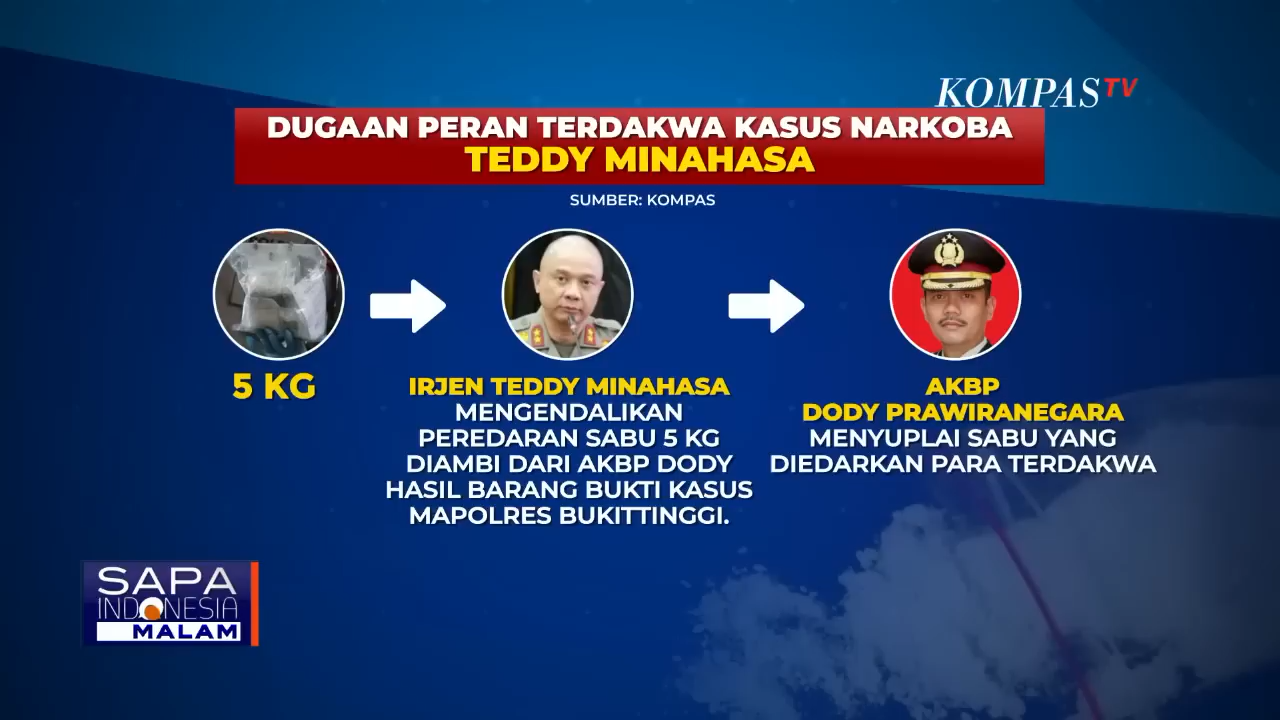 KOMPASTV
DUGAAN PERAN TERDAKWA KASUS NARKOBA
TEDDY MINAHASA
SUMBER: KOMPAS
5 KG
IRJEN TEDDY MINAHASA
MENGENDALIKAN
PEREDARAN SABU 5 KG
DIAMBI DARI AKBP DODY
HASIL BARANG BUKTI KASUS
MAPOLRES BUKITTINGGI.
AKBP
DODY PRAWIRANEGARA
MENYUPLAI SABU YANG
DIEDARKAN PARA TERDAKWA
SAPA
INDONESIA
MALAM